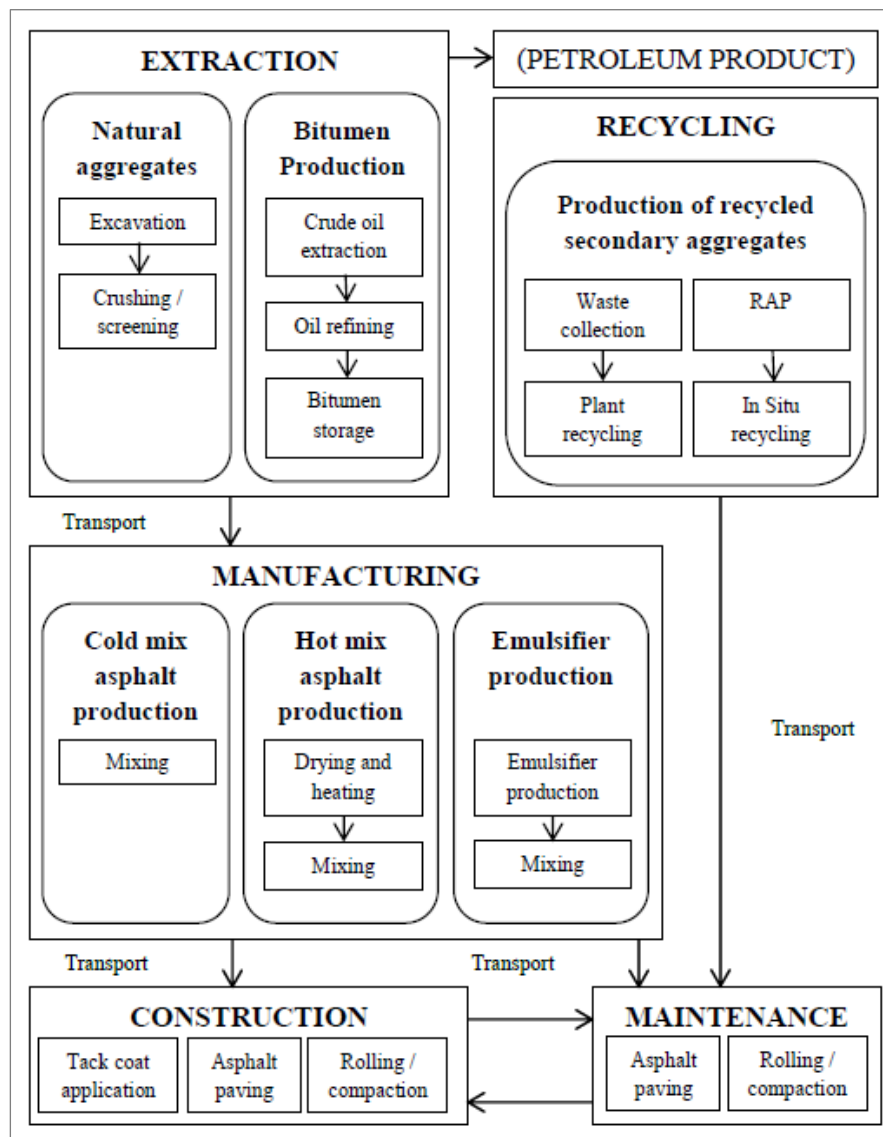 EXTRACTION
(PETROLEUM PRODUCT)
Natural
aggregates
Excavation
Crushing /
screening
Bitumen
Production
Crude oil
extraction
Oil refining
Bitumen
storage
RECYCLING
Production of recycled
secondary aggregates
Waste
collection
Plant
recycling
RAP
In Situ
recycling
Transport
MANUFACTURING
Cold mix
asphalt
production
Mixing
Hot mix
asphalt
production
Drying and
heating
Mixing
Emulsifier
production
Emulsifier
production
Mixing
Transport
Transport
Transport
CONSTRUCTION
Tack coat
application
Asphalt
paving
Rolling /
compaction
MAINTENANCE
Asphalt
paving
Rolling /
compaction